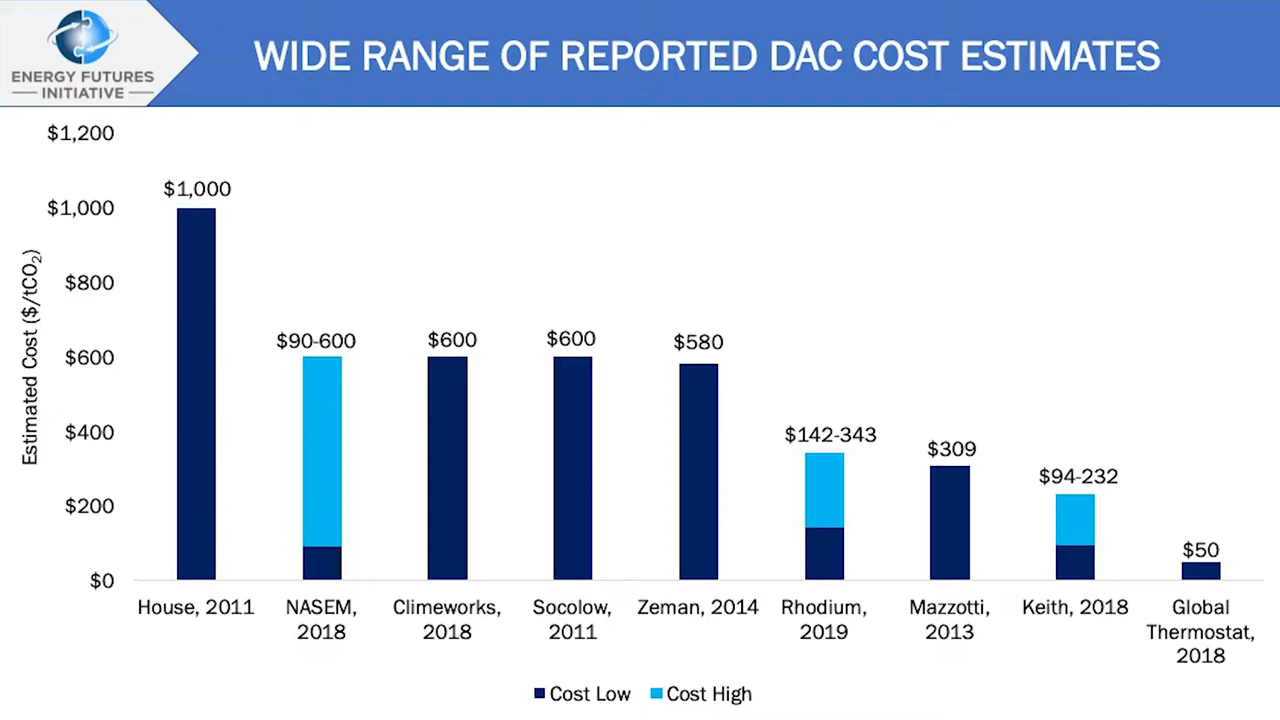 ENERGY FUTURES
INITIATIVE
WIDE RANGE OF REPORTED DAC COST ESTIMATES
Estimated Cost ($/tCO₂)
$1,200
$1,000
$800
$600
$400
$200
$0
$1,000
$90-600
$600
$600
$580
$142-343
$309
$94-232
$50
House, 2011
NASEM,
2018
Climeworks,
2018
Socolow,
2011
Zeman, 2014
Rhodium,
2019
Mazzotti,
2013
Keith, 2018
Global
Thermostat,
2018
Cost Low
Cost High